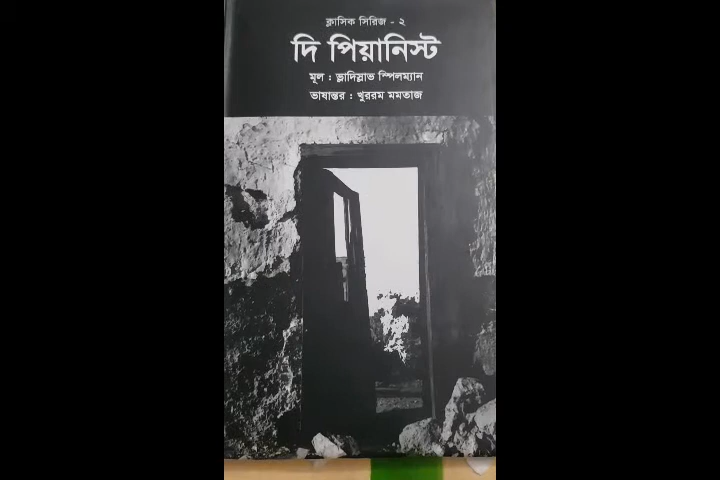 ক্লাসিক সিরিজ - ২
দি পিয়ানিস্ট
মূল : ভ্লাদিস্লাভ স্পিলম্যান
ভাষান্তর : খুররম মমতাজ